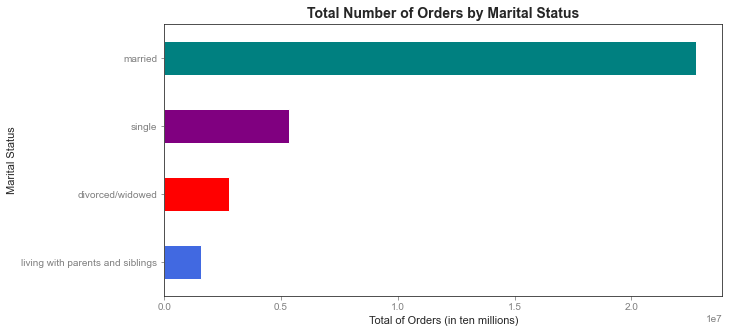 Total Number of Orders by Marital Status
Marital Status
married
single
divorced/widowed
living with parents and siblings
0.0 0.5 1.0 1.5 2.0
1e7
Total of Orders (in ten millions)